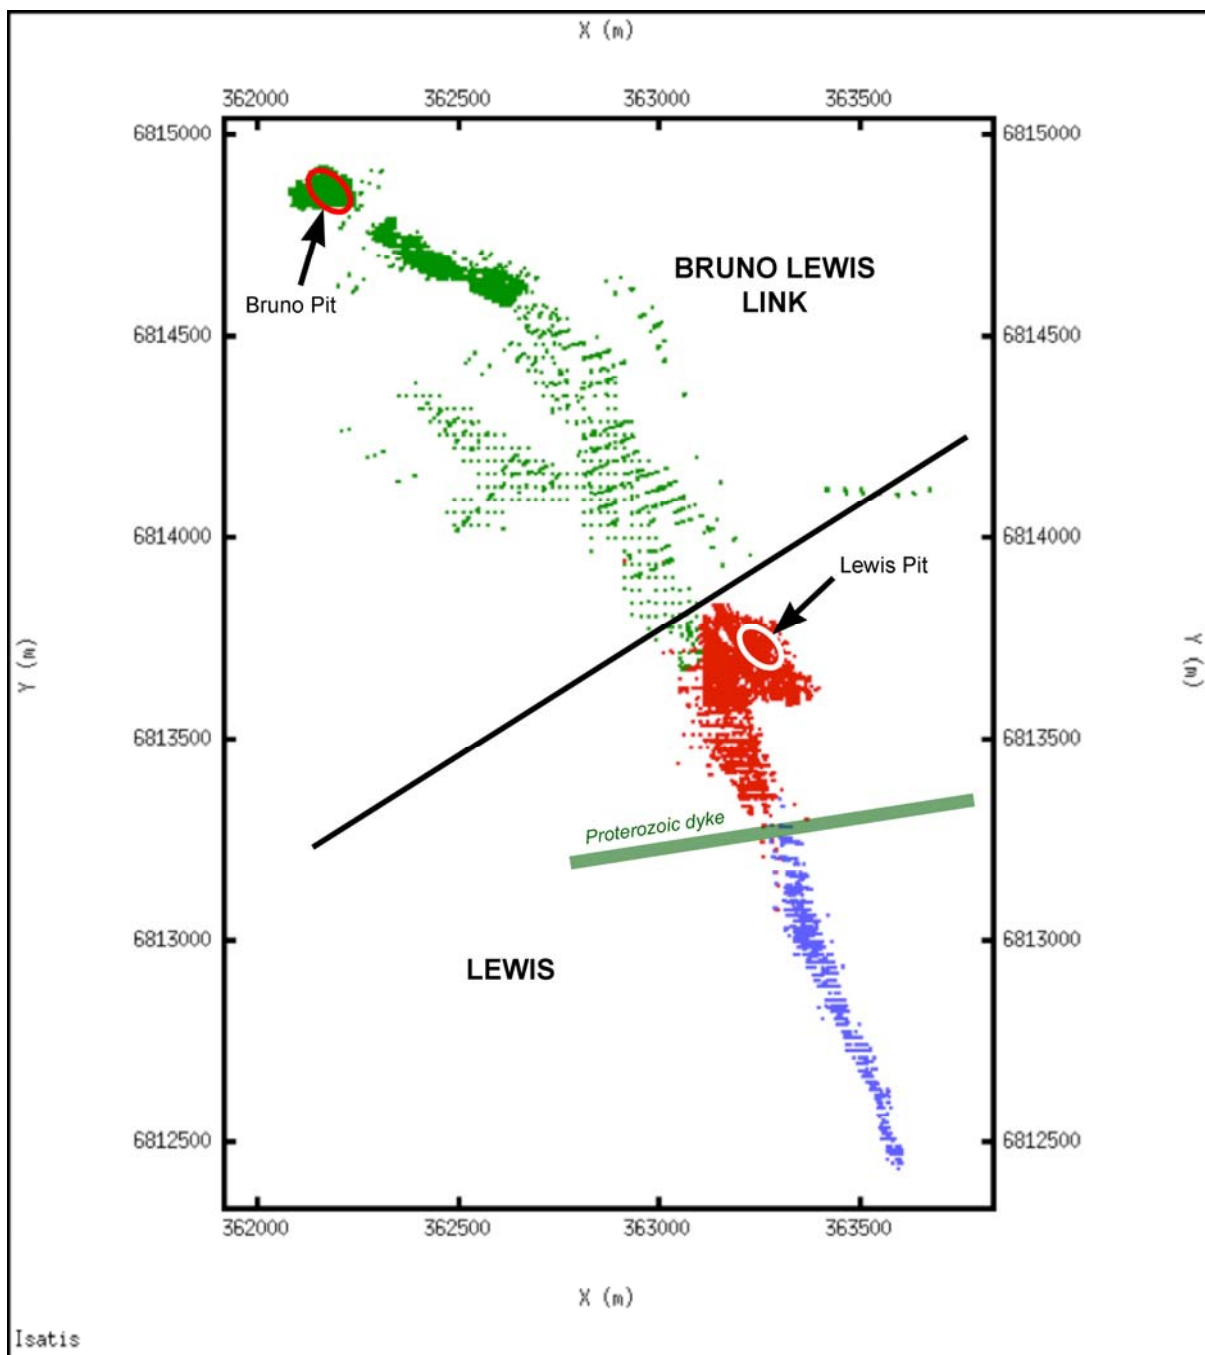 X (m)
362000 362500 363000 363500
6815000 6815000
BRUNO LEWIS
LINK
Bruno Pit
6814500 6814500
6814000 6814000
Lewis Pit
Y (m) Y (m)
6813500 6813500
Proterozoic dyke
6813000 6813000
LEWIS
6812500 6812500
362000 362500 363000 363500
X (m)
Isatis